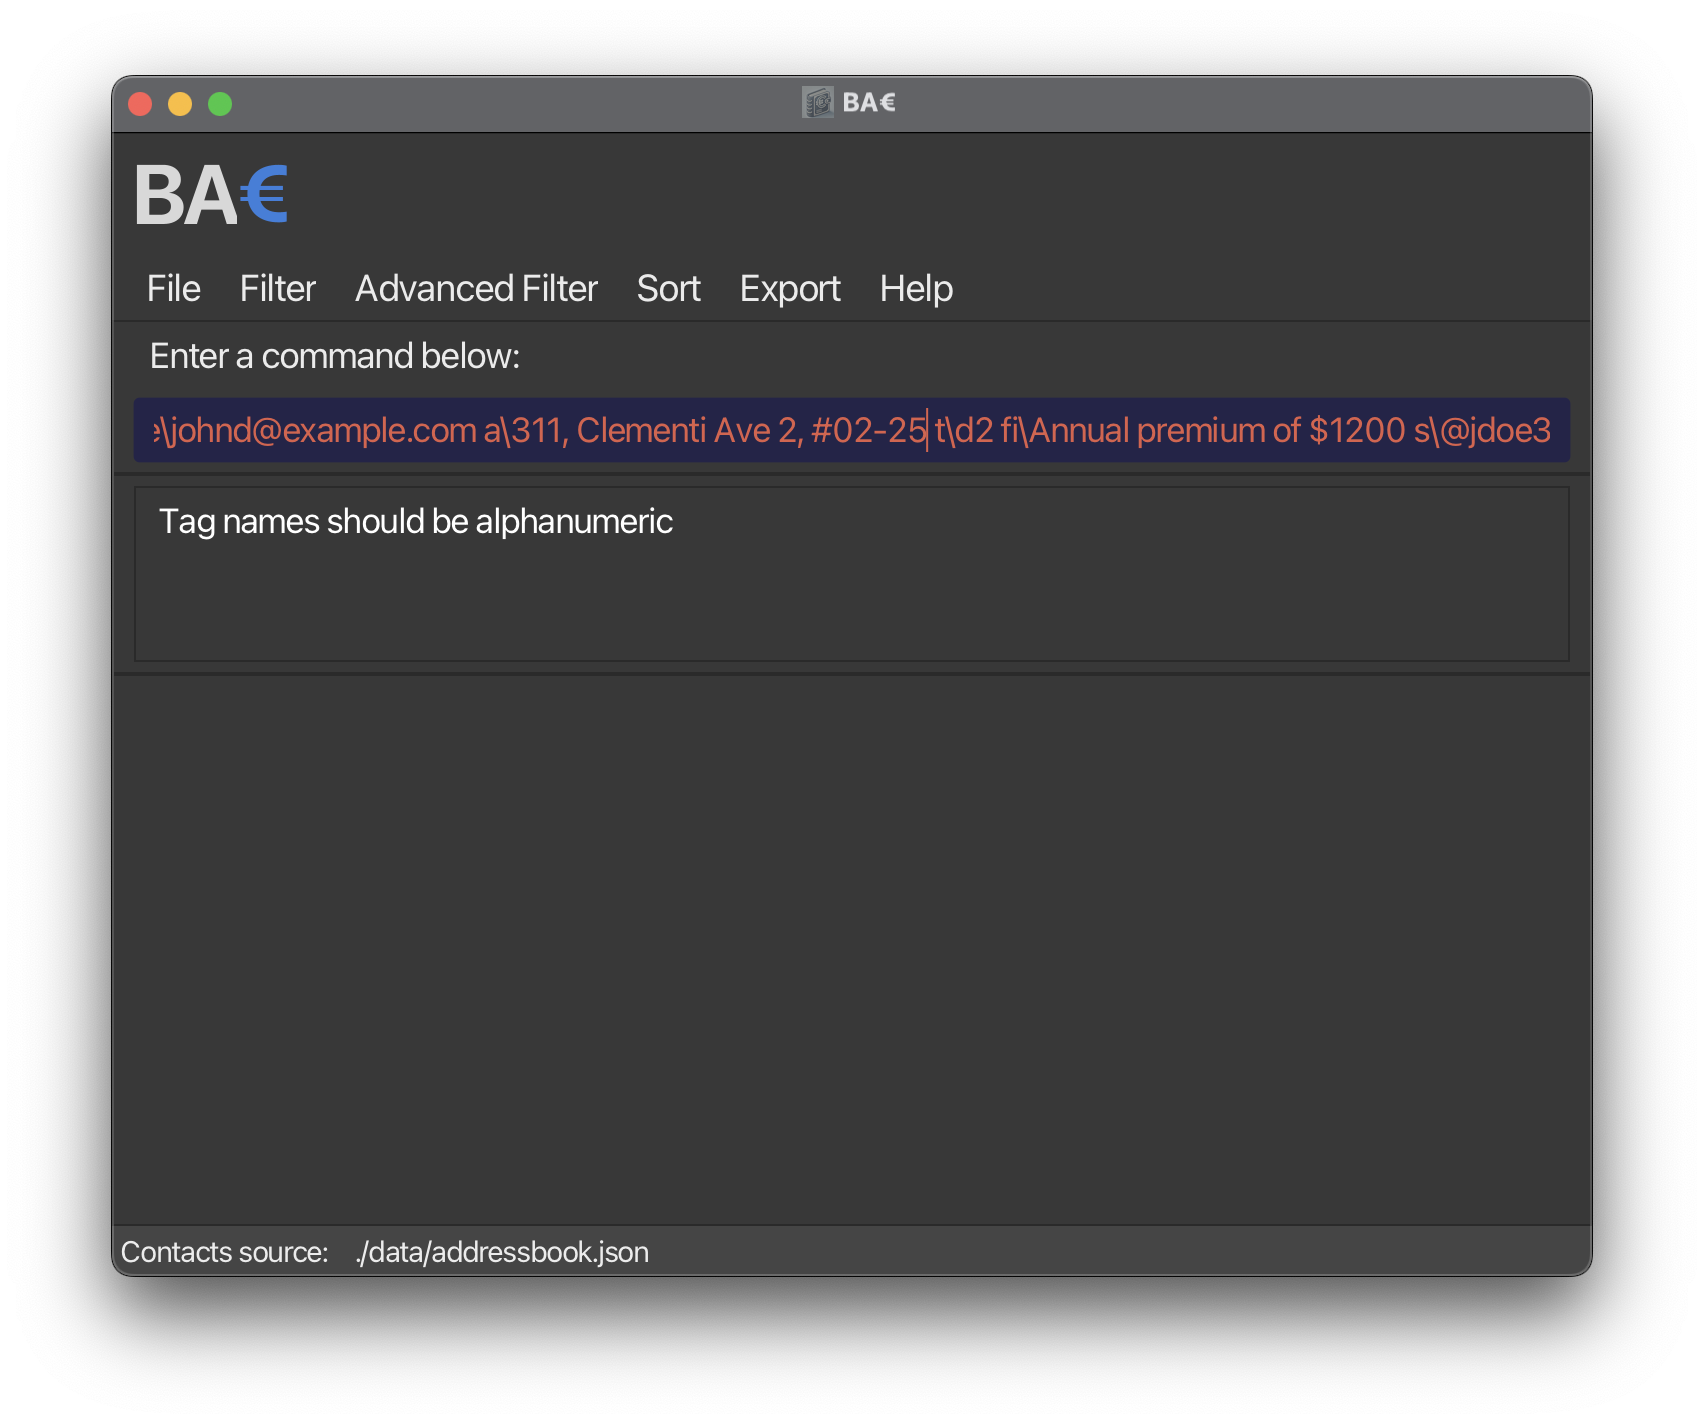 BA€
BA€
File Filter Advanced Filter Sort Export Help
Enter a command below:
e\johnd@example.com a\311, Clementi Ave 2, #02-25 t\d2 fi\Annual premium of $1200 s\@jdoe3
Tag names should be alphanumeric
Contacts source: ./data/addressbook.json